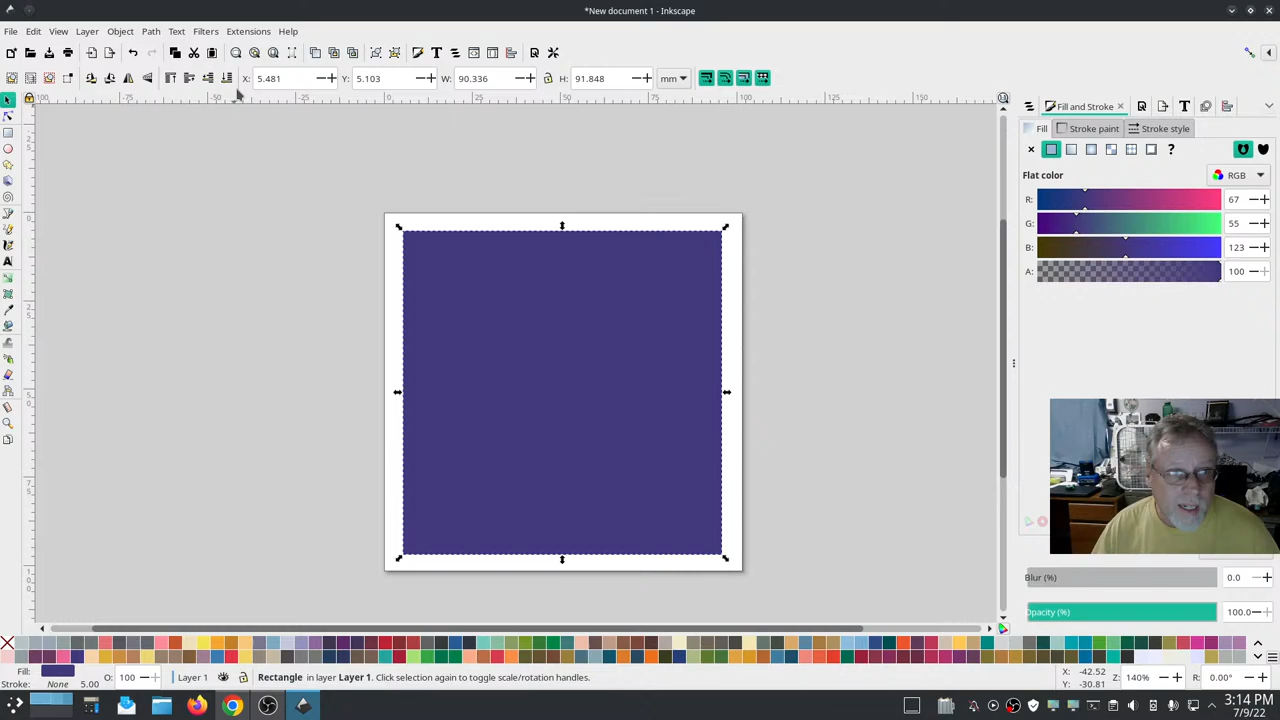 *New document 1 - Inkscape
File Edit View Layer Object Path Text Filters Extensions Help
X: 5.481 Y: 5.103 W: 90.336 H: 91.848 mm
Fill and Stroke
Fill Stroke paint Stroke style
Flat color RGB
R: 67
G: 55
B: 123
A: 100
Blur (%) 0.0
Opacity (%) 100.0
Fill: O: 100 Layer 1 Rectangle in layer Layer 1. Click selection again to toggle scale/rotation handles. X: -42.52 Z: 140% R: 0.00°
Stroke: None 5.00 Y: -30.81
3:14 PM
7/9/22